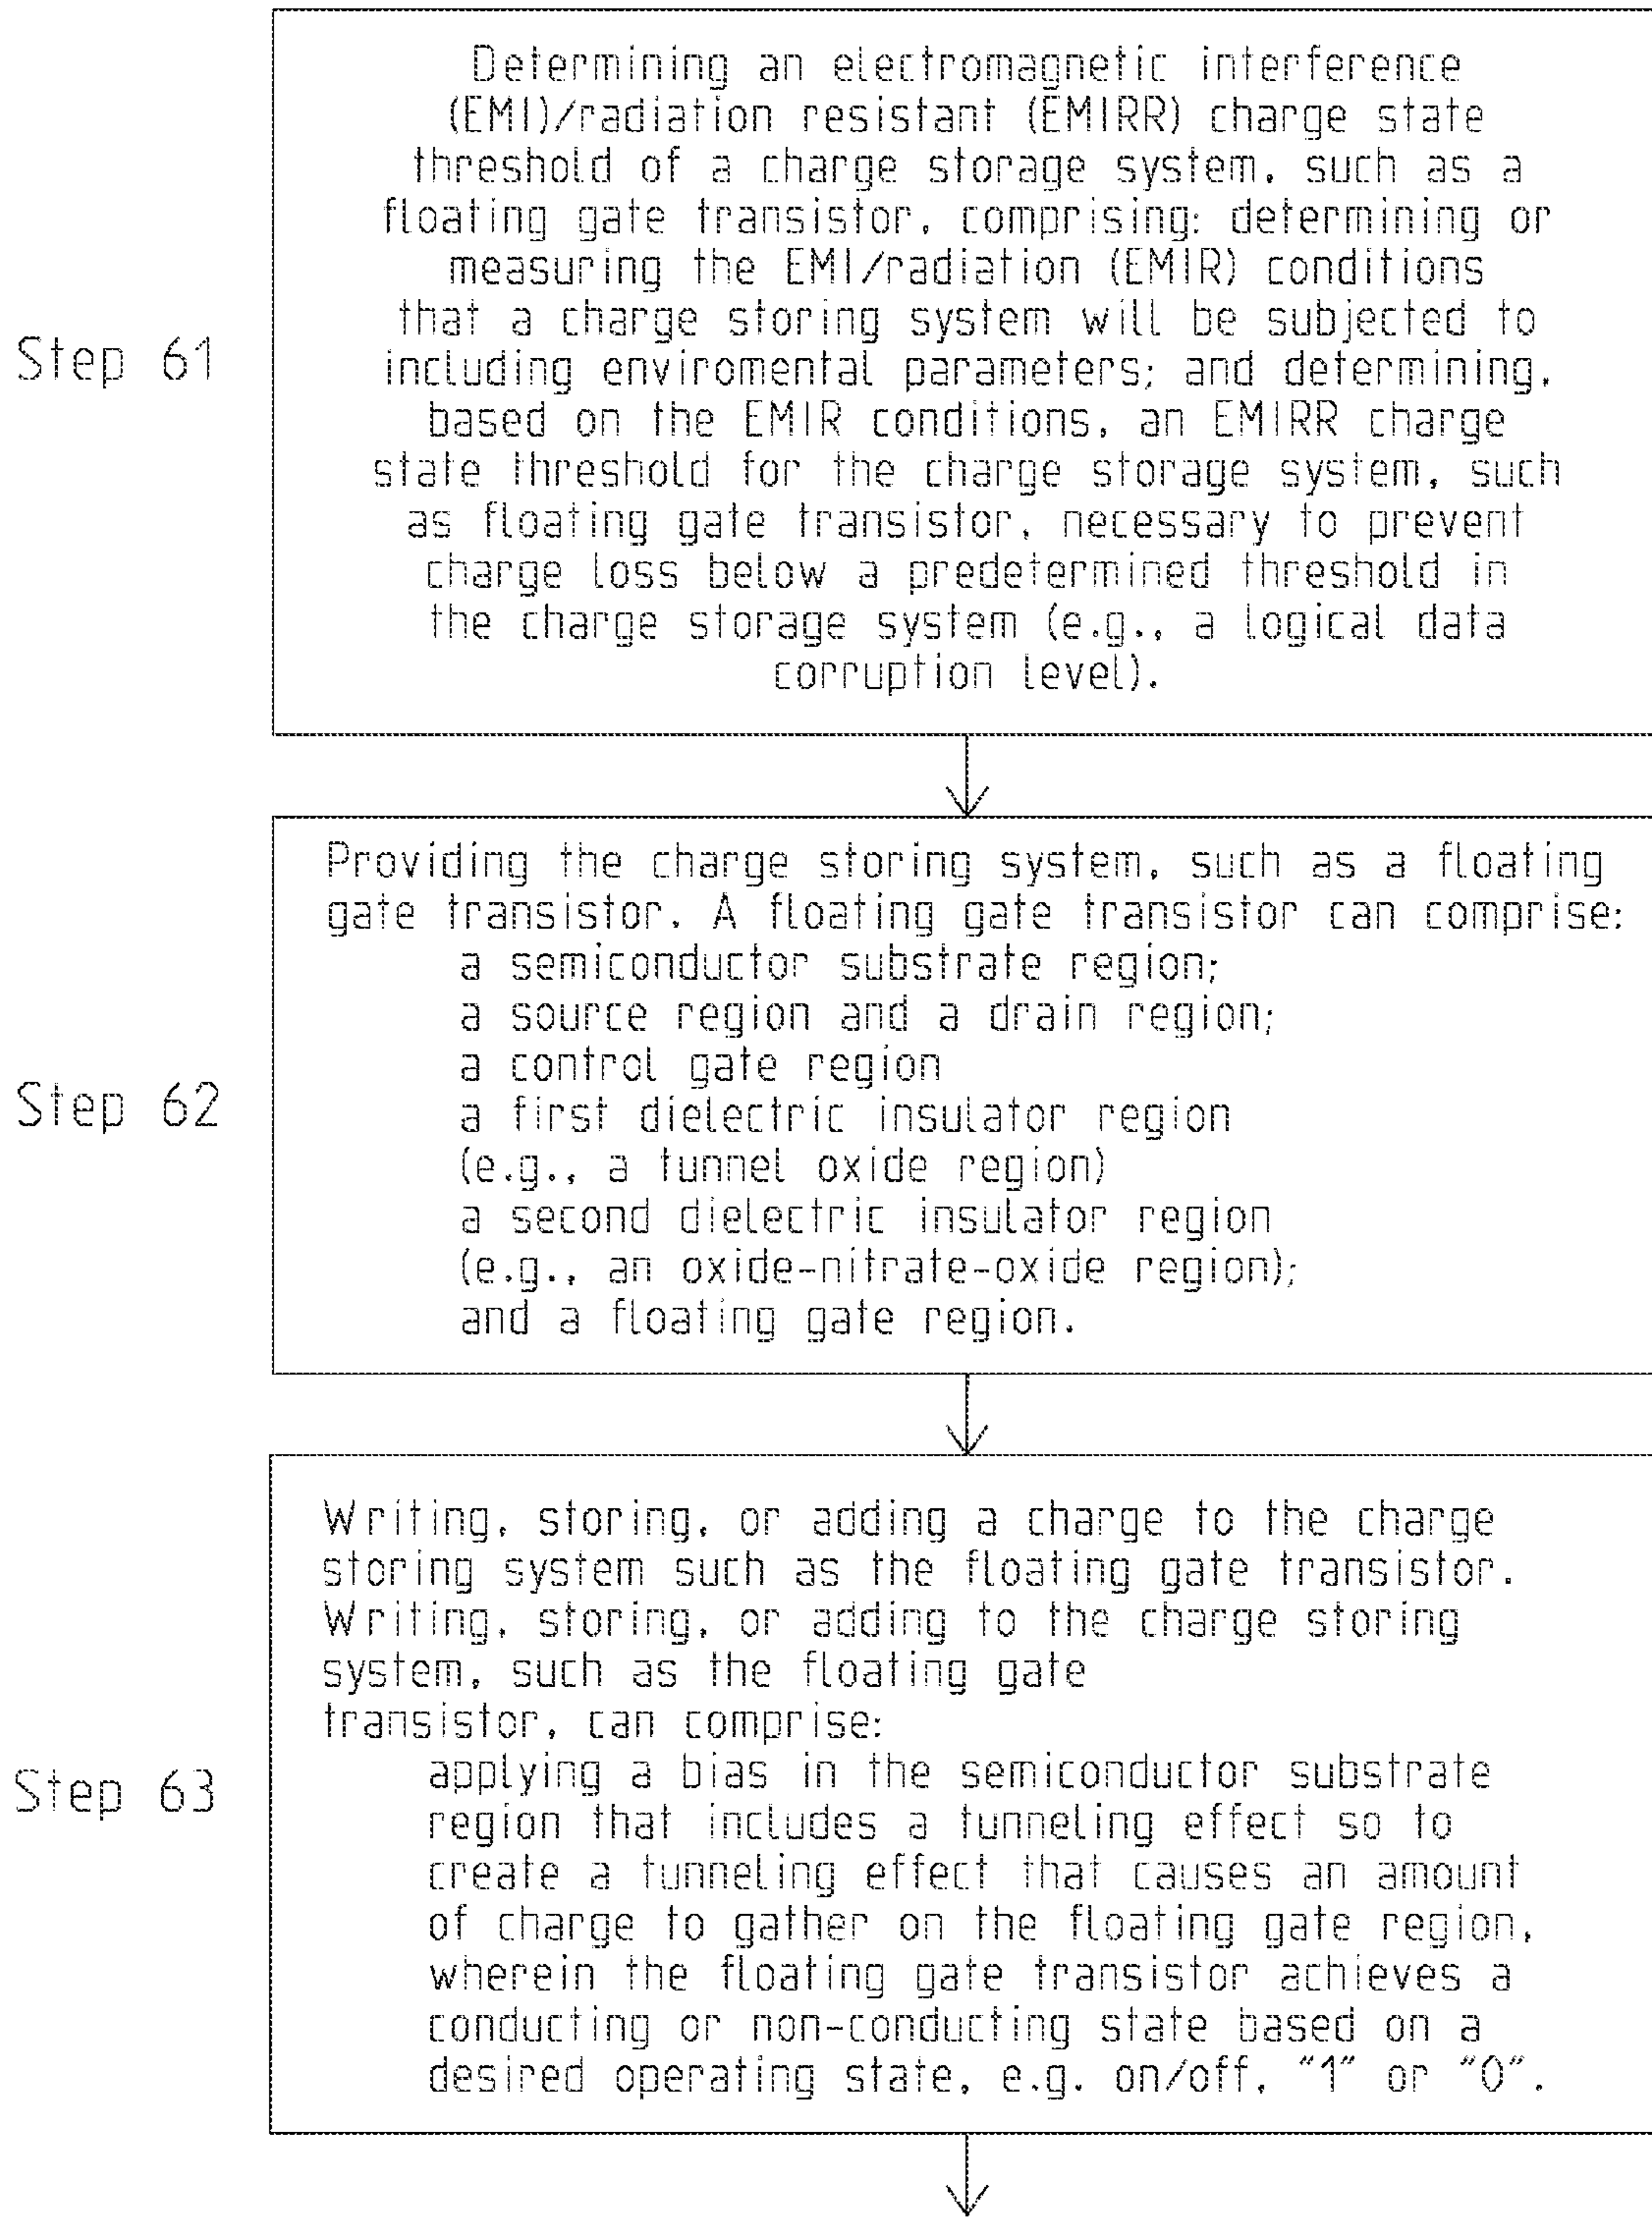 Step 61
Determining an electromagnetic interference
(EMI)/radiation resistant (EMIRR) charge state
threshold of a charge storage system, such as a
floating gate transistor, comprising: determining or
measuring the EMI/radiation (EMIR) conditions
that a charge storing system will be subjected to
including enviromental parameters; and determining,
based on the EMIR conditions, an EMIRR charge
state threshold for the charge storage system, such
as floating gate transistor, necessary to prevent
charge loss below a predetermined threshold in
the charge storage system (e.g., a logical data
corruption level).
Step 62
Providing the charge storing system, such as a floating
gate transistor. A floating gate transistor can comprise:
a semiconductor substrate region;
a source region and a drain region;
a control gate region
a first dielectric insulator region
(e.g., a tunnel oxide region)
a second dielectric insulator region
(e.g., an oxide-nitrate-oxide region);
and a floating gate region.
Step 63
Writing, storing, or adding a charge to the charge
storing system such as the floating gate transistor.
Writing, storing, or adding to the charge storing
system, such as the floating gate
transistor, can comprise:
applying a bias in the semiconductor substrate
region that includes a tunneling effect so to
create a tunneling effect that causes an amount
of charge to gather on the floating gate region,
wherein the floating gate transistor achieves a
conducting or non-conducting state based on a
desired operating state, e.g. on/off, "1" or "0".